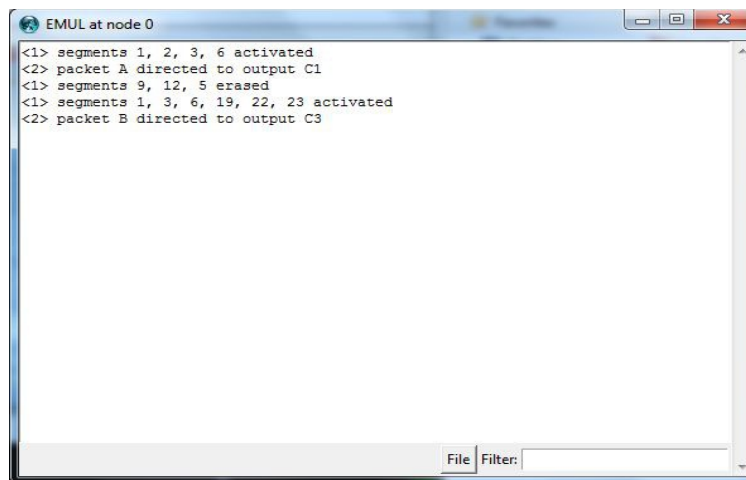 EMUL at node 0
<1> segments 1, 2, 3, 6 activated
<2> packet A directed to output C1
<1> segments 9, 12, 5 erased
<1> segments 1, 3, 6, 19, 22, 23 activated
<2> packet B directed to output C3
File Filter: